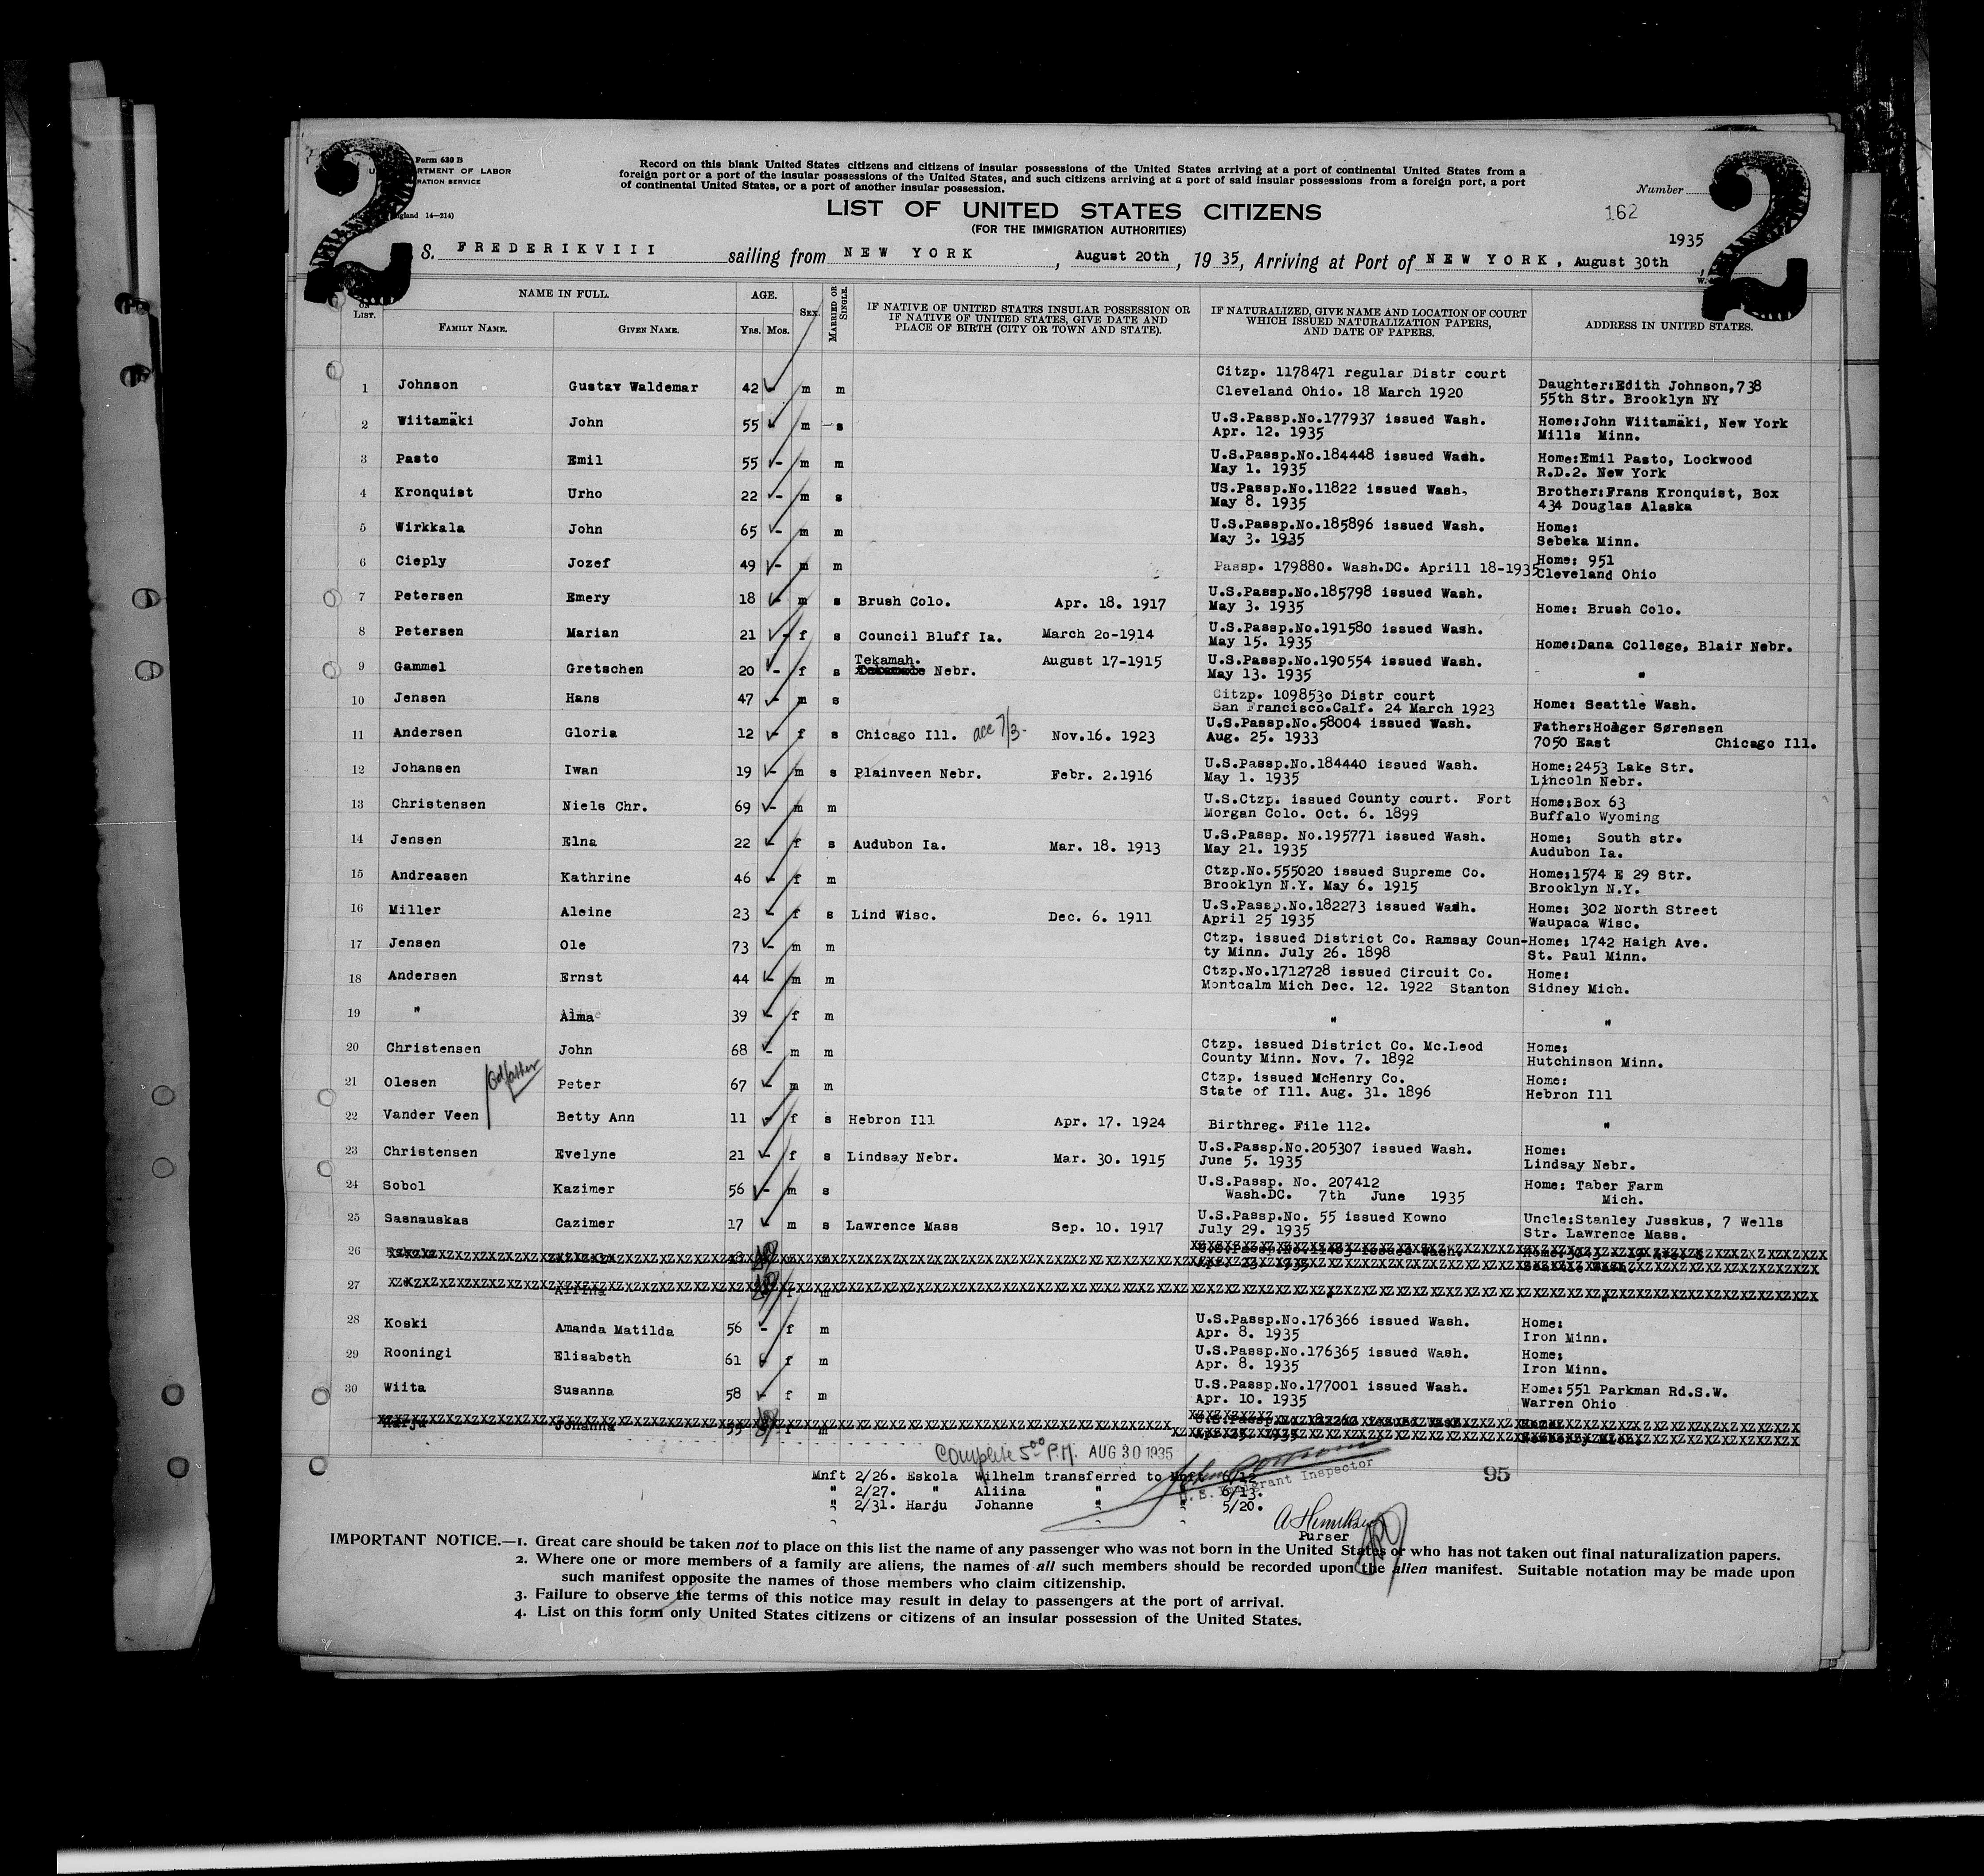 2
2
Form 630 B
RTMENT OF LABOR
RATION SERVICE
14—214)
Record on this blank United States citizens and citizens of insular possessions of the United States arriving at a port of continental United States from a
foreign port or a port of the insular possessions of the United States, and such citizens arriving at a port of said insular possessions from a foreign port, a port
of continental United States, or a port of another insular possession.
Number
LIST OF UNITED STATES CITIZENS
162
(FOR THE IMMIGRATION AUTHORITIES)
1935
S. FREDERIKVIII sailing from NEW YORK, August 20th, 1935, Arriving at Port of NEW YORK, August 30th
LIST. NAME IN FULL. FAMILY NAME. GIVEN NAME. AGE. Yrs. Mos. Sex. MARRIED OR SINGLE. IF NATIVE OF UNITED STATES INSULAR POSSESSION OR IF NATIVE OF UNITED STATES, GIVE DATE AND PLACE OF BIRTH (CITY OR TOWN AND STATE). IF NATURALIZED, GIVE NAME AND LOCATION OF COURT WHICH ISSUED NATURALIZATION PAPERS, AND DATE OF PAPERS. ADDRESS IN UNITED STATES.
1 Johnson Gustav Waldemar 42 m m Citzp. 1178471 regular Distr court Daughter:Edith Johnson,738
Cleveland Ohio. 18 March 1920 55th Str. Brooklyn NY
2 Wiitamäki John 55 m s U.S.Passp.No.177937 issued Wash. Home:John Wiitamäki, New York
Apr. 12. 1935 Mills Minn.
3 Pasto Emil 55 - m m U.S.Passp.No.184448 issued Wash. Home:Emil Pasto, Lockwood
May 1. 1935 R.D.2. New York
4 Kronquist Urho 22 - m s US.Passp.No.11822 issued Wash, Brother:Frans Kronquist, Box
May 8. 1935 434 Douglas Alaska
5 Wirkkala John 65 - m m U.S.Passp.No.185896 issued Wash. Home:
May 3. 1935 Sebeka Minn.
6 Cieply Jozef 49 - m m Passp. 179880. Wash.DC. Aprill 18-1935 Home: 951
Cleveland Ohio
7 Petersen Emery 18 - m s Brush Colo. Apr. 18. 1917 U.S.Passp.No.185798 issued Wash.
May 3. 1935 Home: Brush Colo.
8 Petersen Marian 21 - f s Council Bluff Ia. March 2o-1914 U.S.Passp.No.191580 issued Wash.
May 15. 1935 Home:Dana College, Blair Nebr.
9 Gammel Gretschen 20 - f s Tekamah. August 17-1915 U.S.Passp.No.190554 issued Wash.
Nebr. May 13. 1935 "
10 Jensen Hans 47 - m s Citzp. 109853o Distr court
San Francisco.Calf. 24 March 1923 Home: Seattle Wash.
11 Andersen Gloria 12 - f s Chicago Ill. Nov.16. 1923 U.S.Passp.No.58004 issued Wash. Father:Holger Sørensen
Aug. 25. 1933 7050 East Chicago Ill.
12 Johansen Iwan 19 - m s Plainveen Nebr. Febr. 2.1916 U.S.Passp.No.184440 issued Wash. Home:2453 Lake Str.
May 1. 1935 Lincoln Nebr.
13 Christensen Niels Chr. 69 - m m U.S.Ctzp. issued County court. Fort Home:Box 63
Morgan Colo. Oct. 6. 1899 Buffalo Wyoming
14 Jensen Elna 22 - f s Audubon Ia. Mar. 18. 1913 U.S.Passp. No.195771 issued Wash. Home: South str.
May 21. 1935 Audubon Ia.
15 Andreasen Kathrine 46 - f m Ctzp.No.555020 issued Supreme Co. Home:1574 E 29 Str.
Brooklyn N.Y. May 6. 1915 Brooklyn N.Y.
16 Miller Aleine 23 - f s Lind Wisc. Dec. 6. 1911 U.S.Passp.No.182273 issued Wash. Home: 302 North Street
April 25 1935 Waupaca Wisc.
17 Jensen Ole 73 - m m Ctzp. issued District Co. Ramsay Coun- Home: 1742 Haigh Ave.
ty Minn. July 26. 1898 St. Paul Minn.
18 Andersen Ernst 44 - m m Ctzp.No.1712728 issued Circuit Co. Home:
Montcalm Mich Dec. 12. 1922 Stanton Sidney Mich.
19 " Alma 39 - f m " "
20 Christensen John 68 - m m Ctzp. issued District Co. Mc.Leod Home:
County Minn. Nov. 7. 1892 Hutchinson Minn.
Godfather
21 Olesen Peter 67 - m m Ctzp. issued McHenry Co. Home:
State of Ill. Aug. 31. 1896 Hebron Ill
22 Vander Veen Betty Ann 11 - f s Hebron Ill Apr. 17. 1924 Birthreg. File 112. "
23 Christensen Evelyne 21 - f s Lindsay Nebr. Mar. 30. 1915 U.S.Passp.No.205307 issued Wash. Home:
June 5. 1935 Lindsay Nebr.
24 Sobol Kazimer 56 - m s U.S.Passp. No. 207412 Home: Taber Farm
Wash.DC. 7th June 1935 Mich.
25 Sasnauskas Cazimer 17 m s Lawrence Mass Sep. 10. 1917 U.S.Passp.No. 55 issued Kowno Uncle:Stanley Jusskus, 7 Wells
July 29. 1935 Str. Lawrence Mass.
26
27
28 Koski Amanda Matilda 56 - f m U.S.Passp.No.176366 issued Wash. Home:
Apr. 8. 1935 Iron Minn.
29 Rooningi Elisabeth 61 - f m U.S.Passp.No.176365 issued Wash. Home:
Apr. 8. 1935 Iron Minn.
30 Wiita Susanna 58 - f m U.S.Passp.No.177001 issued Wash. Home:551 Parkman Rd.S.W.
Apr. 10. 1935 Warren Ohio
Harju Johanna 55 f m
Complete 5 00 P.M. AUG 30 1935
Mnft 2/26. Eskola Wilhelm transferred to Mnft 6/12 95
" 2/27. " Aliina " " 6/13.
" 2/31. Harju Johanne " " 5/20.
U. S. Immigrant Inspector
Purser
IMPORTANT NOTICE.—1. Great care should be taken not to place on this list the name of any passenger who was not born in the United States or who has not taken out final naturalization papers.
2. Where one or more members of a family are aliens, the names of all such members should be recorded upon the alien manifest. Suitable notation may be made upon
such manifest opposite the names of those members who claim citizenship.
3. Failure to observe the terms of this notice may result in delay to passengers at the port of arrival.
4. List on this form only United States citizens or citizens of an insular possession of the United States.